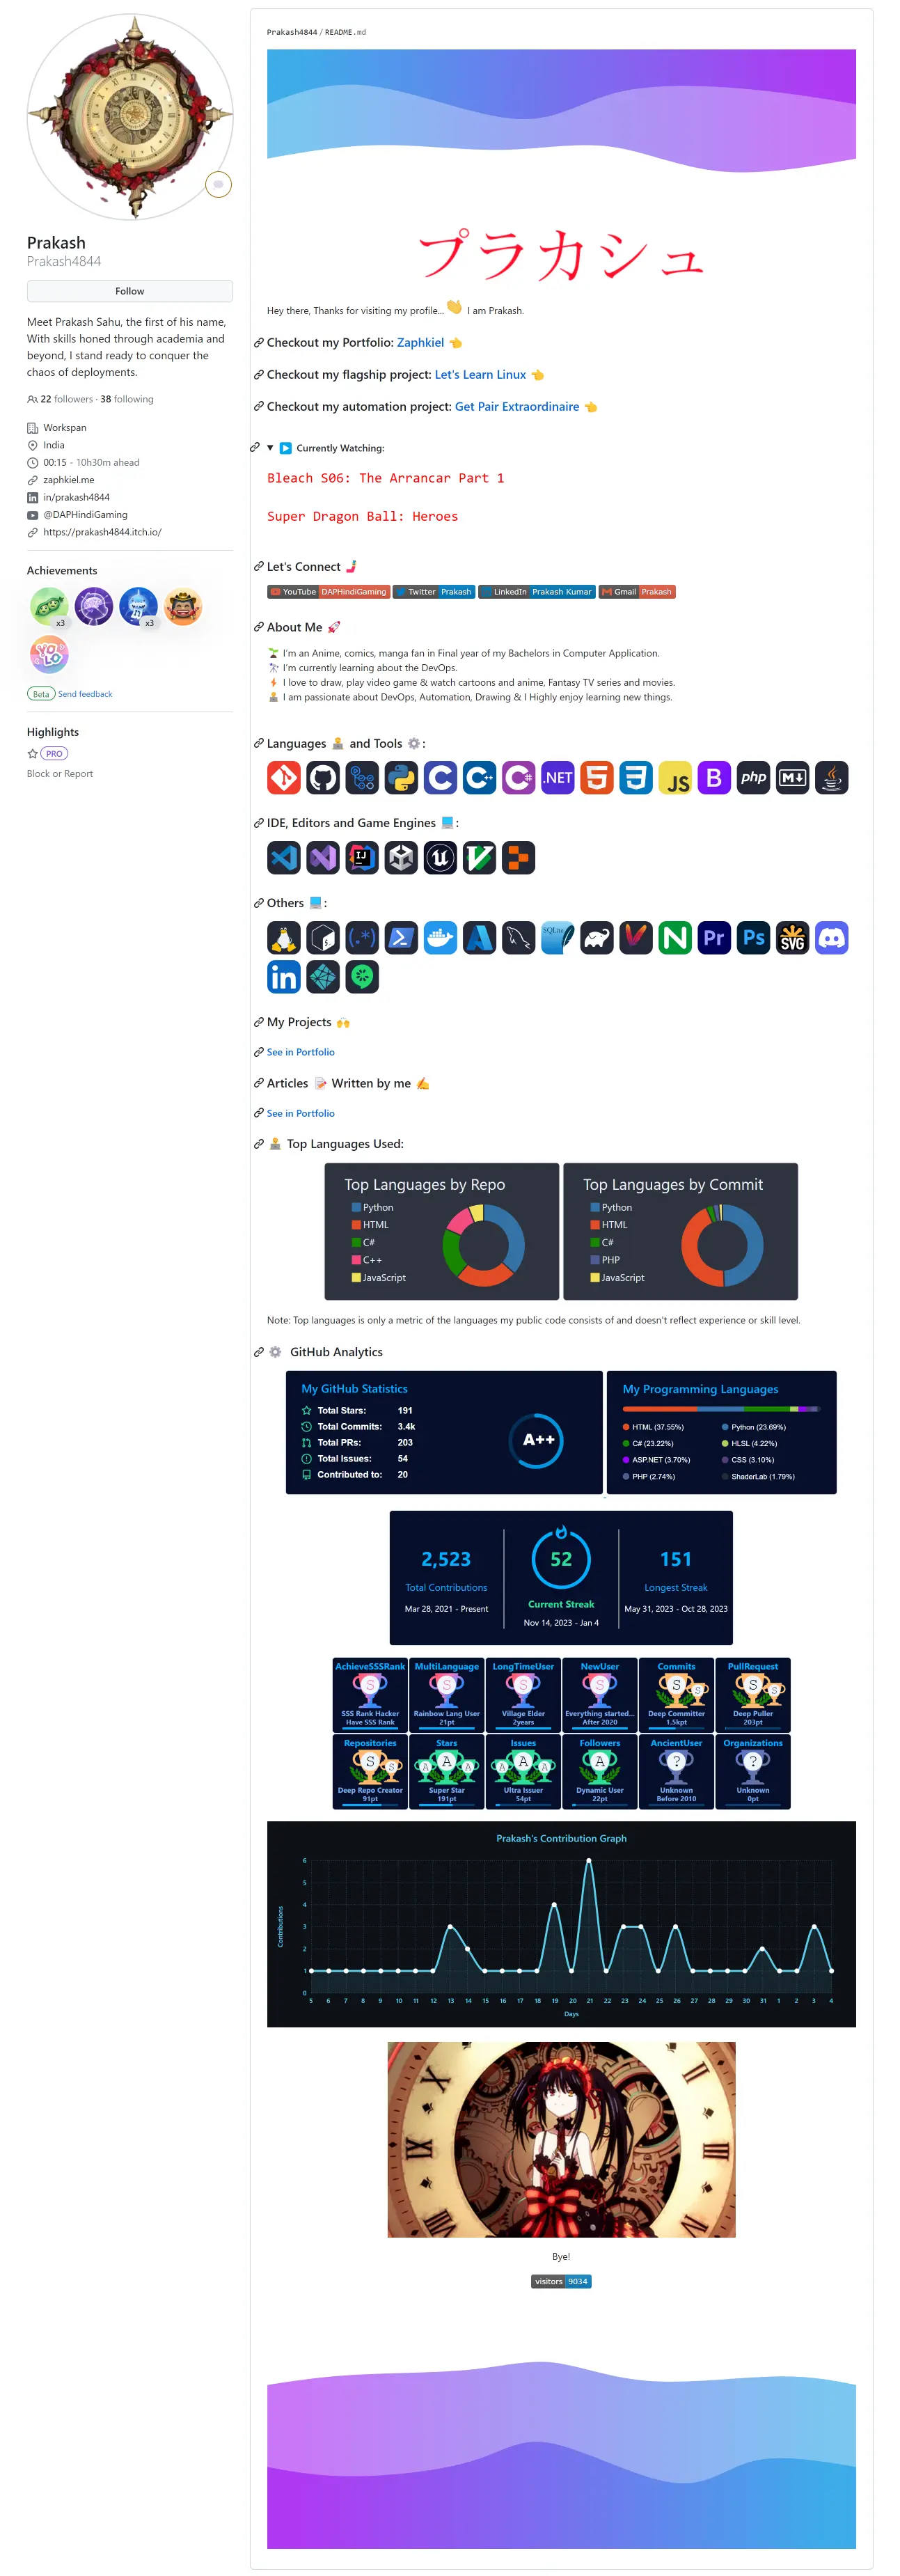 Prakash
Prakash4844
Follow
Meet Prakash Sahu, the first of his name,
With skills honed through academia and
beyond, I stand ready to conquer the
chaos of deployments.
22 followers · 38 following
Workspan
India
00:15 - 10h30m ahead
zaphkiel.me
in/prakash4844
@DAPHindiGaming
https://prakash4844.itch.io/
Achievements
x3
x3
YOLO
Beta Send feedback
Highlights
PRO
Block or Report
Prakash4844 / README.md
プラカシュ
Hey there, Thanks for visiting my profile... I am Prakash.
Checkout my Portfolio: Zaphkiel
Checkout my flagship project: Let's Learn Linux
Checkout my automation project: Get Pair Extraordinaire
Currently Watching:
Bleach S06: The Arrancar Part 1
Super Dragon Ball: Heroes
Let's Connect
YouTube DAPHindiGaming Twitter Prakash LinkedIn Prakash Kumar Gmail Prakash
About Me
I'm an Anime, comics, manga fan in Final year of my Bachelors in Computer Application.
I'm currently learning about the DevOps.
I love to draw, play video game & watch cartoons and anime, Fantasy TV series and movies.
I am passionate about DevOps, Automation, Drawing & I Highly enjoy learning new things.
Languages and Tools :
C C++ C# .NET 5 3 JS B php M IJ
IDE, Editors and Game Engines :
Others :
(.*) SQLite N Pr Ps SVG
in
My Projects
See in Portfolio
Articles Written by me
See in Portfolio
Top Languages Used:
Top Languages by Repo
Python
HTML
C#
C++
JavaScript
Top Languages by Commit
Python
HTML
C#
PHP
JavaScript
Note: Top languages is only a metric of the languages my public code consists of and doesn't reflect experience or skill level.
GitHub Analytics
My GitHub Statistics
Total Stars: 191
Total Commits: 3.4k
Total PRs: 203
Total Issues: 54
Contributed to: 20
A++
My Programming Languages
HTML (37.55%) Python (23.69%)
C# (23.22%) HLSL (4.22%)
ASP.NET (3.70%) CSS (3.10%)
PHP (2.74%) ShaderLab (1.79%)
2,523
Total Contributions
Mar 28, 2021 - Present
52
Current Streak
Nov 14, 2023 - Jan 4
151
Longest Streak
May 31, 2023 - Oct 28, 2023
AchieveSSSRank MultiLanguage LongTimeUser NewUser Commits PullRequest
S S S S S S S S
SSS Rank Hacker Rainbow Lang User Village Elder Everything started... Deep Committer Deep Puller
Have SSS Rank 21pt 2years After 2020 1.5kpt 203pt
Repositories Stars Issues Followers AncientUser Organizations
S S A A A A A A A ? ?
Deep Repo Creator Super Star Ultra Issuer Dynamic User Unknown Unknown
91pt 191pt 54pt 22pt Before 2010 0pt
Prakash's Contribution Graph
Contributions
6
5
4
3
2
1
0
5 6 7 8 9 10 11 12 13 14 15 16 17 18 19 20 21 22 23 24 25 26 27 28 29 30 31 1 2 3 4
Days
Bye!
visitors 9034